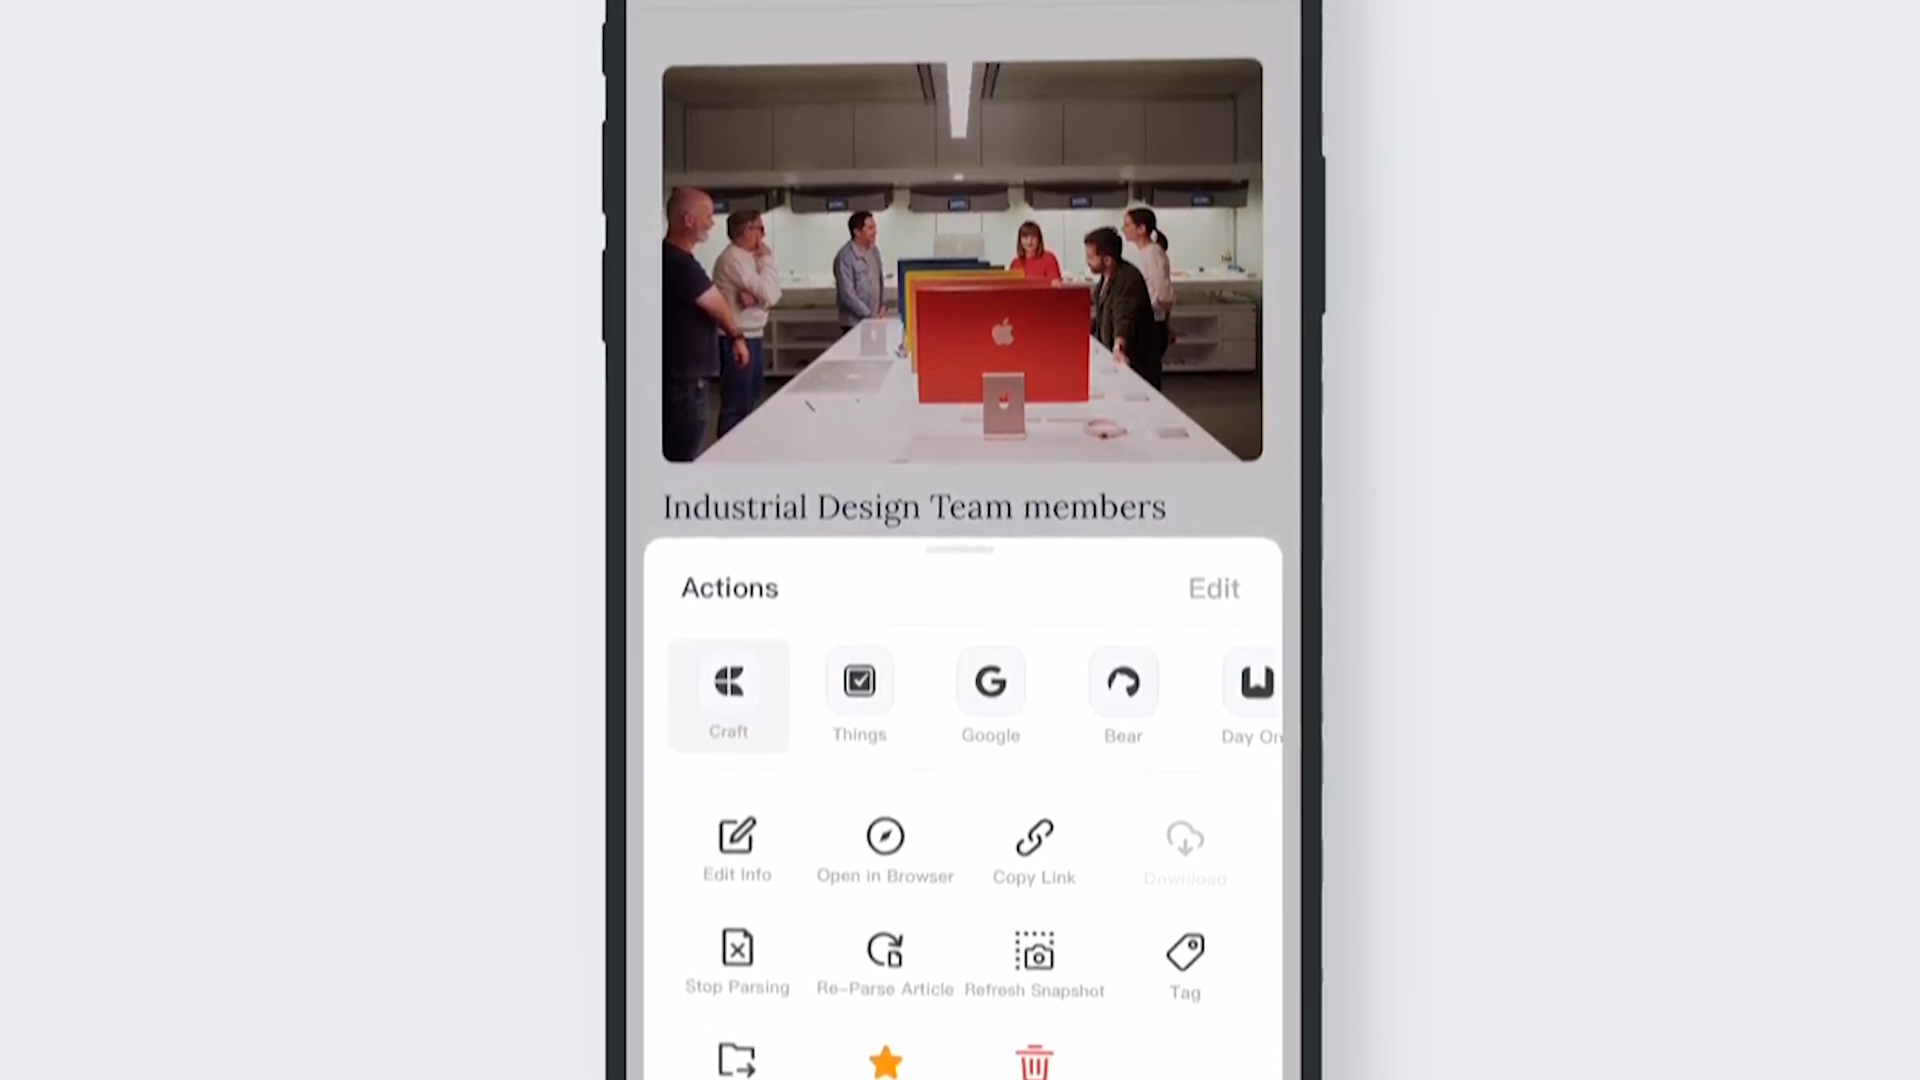 Industrial Design Team members
Actions
Edit
Craft
Things
Google
Bear
Day On
Edit Info
Open in Browser
Copy Link
Download
Stop Parsing
Re-Parse Article
Refresh Snapshot
Tag